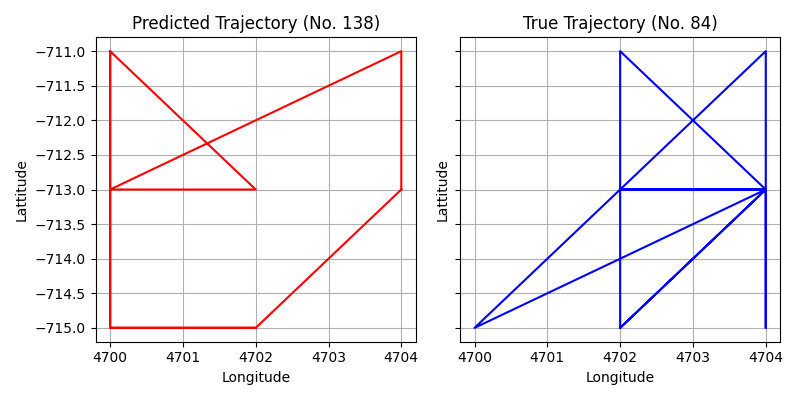 Predicted Trajectory (No. 138)
True Trajectory (No. 84)
−711.0
−711.5
−712.0
−712.5
−713.0
−713.5
−714.0
−714.5
−715.0
Lattitude
Lattitude
4700 4701 4702 4703 4704
4700 4701 4702 4703 4704
Longitude
Longitude